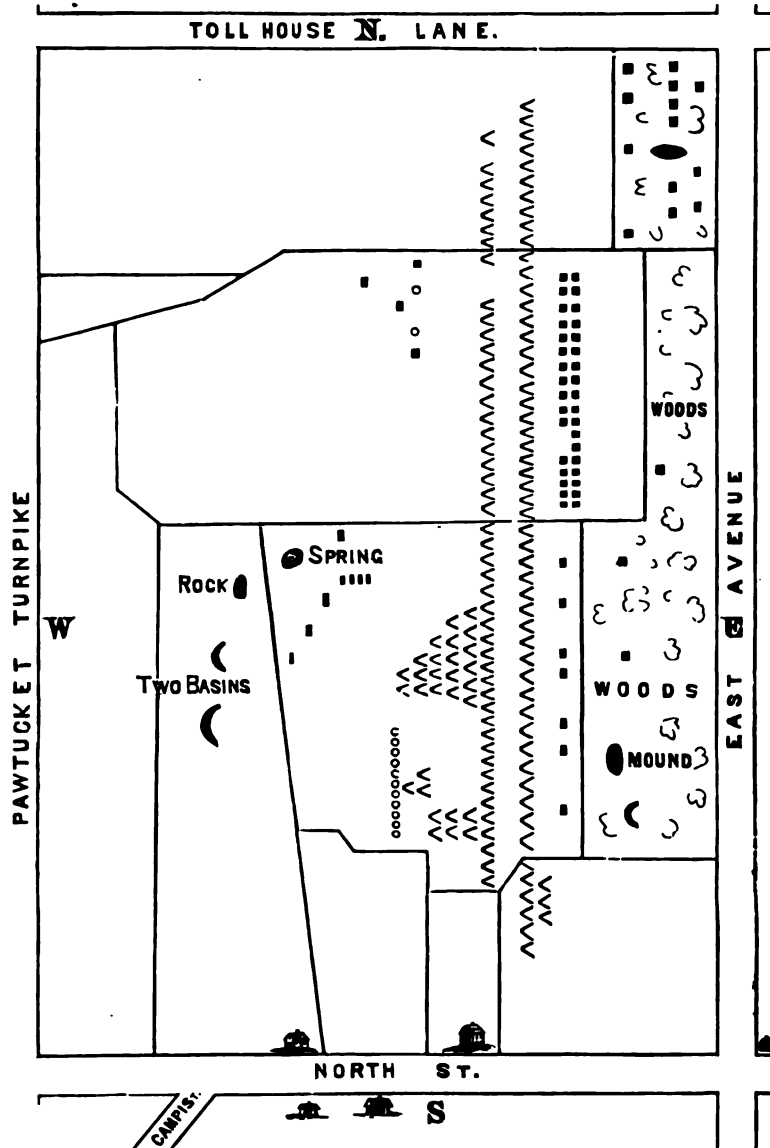 TOLL HOUSE N. LANE.
WOODS
SPRING
ROCK
W
TWO BASINS
WOODS
MOUND
PAWTUCKET TURNPIKE
EAST E AVENUE
NORTH ST.
CAMP ST.
S